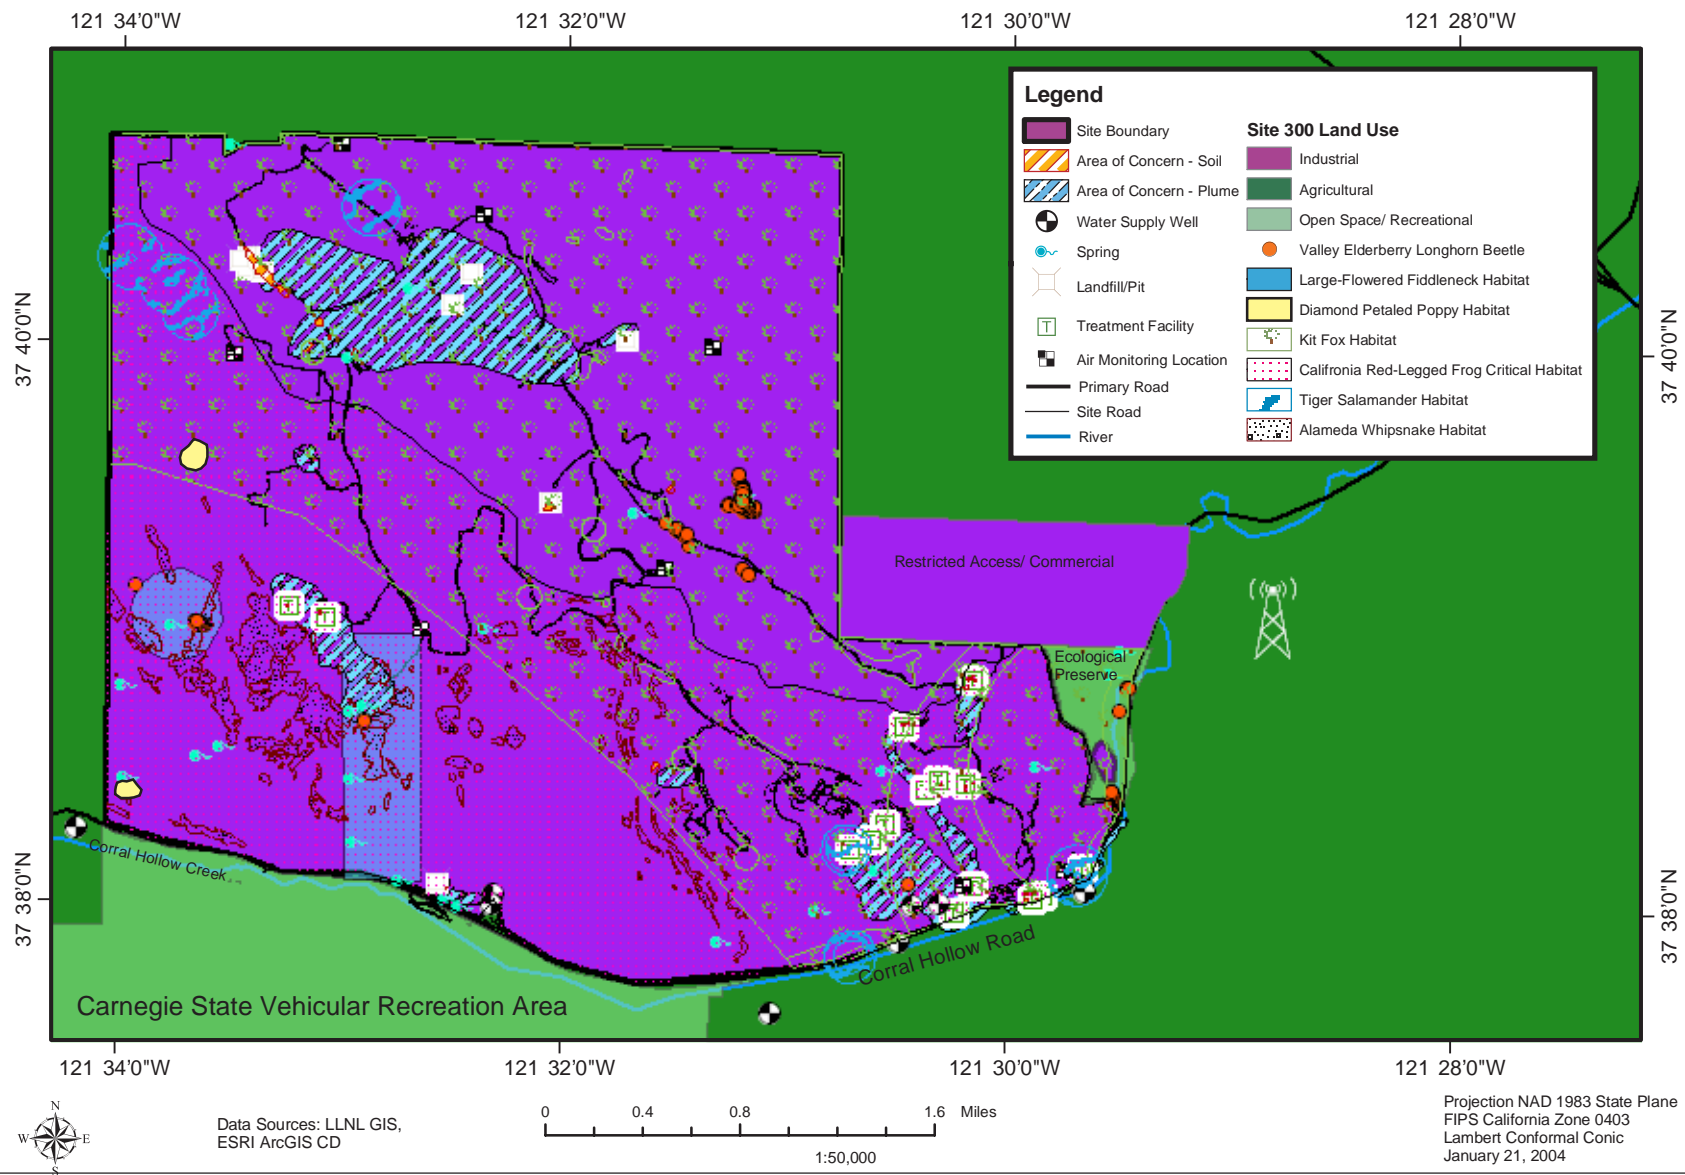 121 34'0"W
121 32'0"W
121 30'0"W
121 28'0"W
Legend
Site Boundary
Area of Concern - Soil
Area of Concern - Plume
Water Supply Well
Spring
Landfill/Pit
T
Treatment Facility
Air Monitoring Location
Primary Road
Site Road
River
Site 300 Land Use
Industrial
Agricultural
Open Space/ Recreational
Valley Elderberry Longhorn Beetle
Large-Flowered Fiddleneck Habitat
Diamond Petaled Poppy Habitat
Kit Fox Habitat
Califronia Red-Legged Frog Critical Habitat
Tiger Salamander Habitat
Alameda Whipsnake Habitat
37 40'0"N
37 40'0"N
Restricted Access/ Commercial
Ecological
Preserve
37 38'0"N
37 38'0"N
Corral Hollow Creek
Corral Hollow Road
Carnegie State Vehicular Recreation Area
121 34'0"W
121 32'0"W
121 30'0"W
121 28'0"W
N
W
E
S
Data Sources: LLNL GIS,
ESRI ArcGIS CD
0 0.4 0.8 1.6 Miles
1:50,000
Projection NAD 1983 State Plane
FIPS California Zone 0403
Lambert Conformal Conic
January 21, 2004